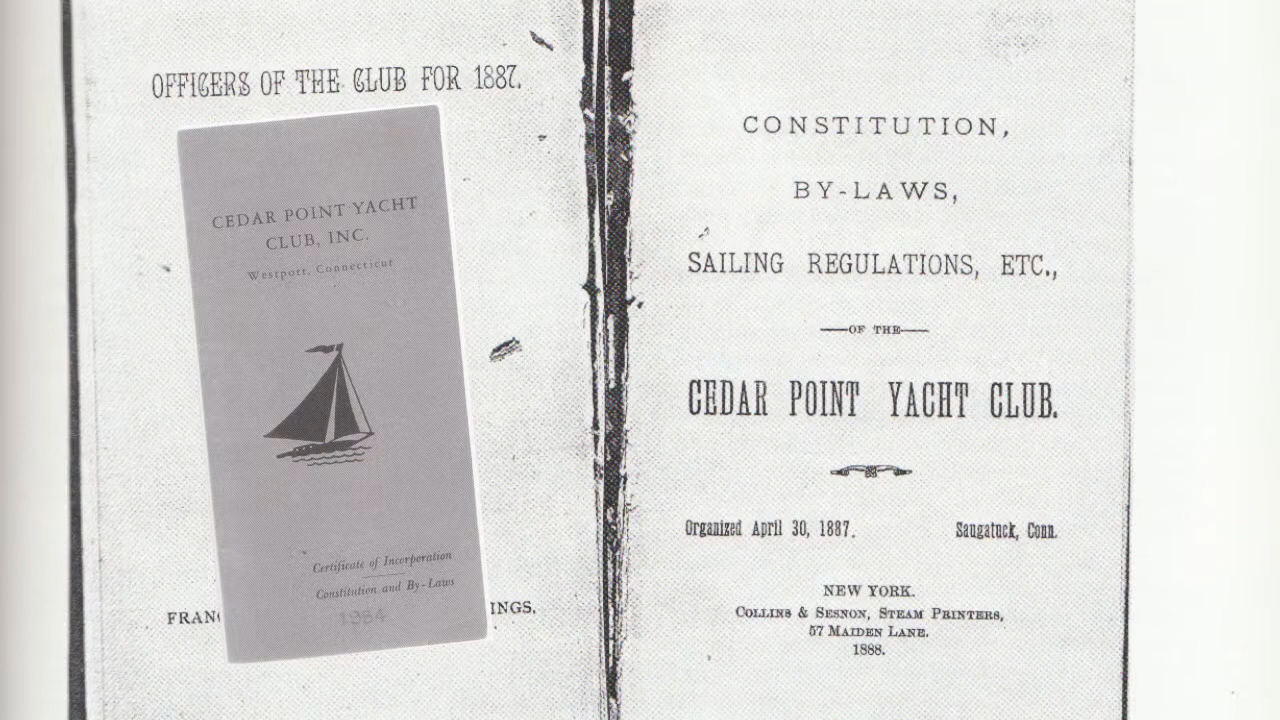 OFFICERS OF THE CLUB FOR 1887.
CEDAR POINT YACHT
CLUB, INC.
Westport, Connecticut
Certificate of Incorporation
Constitution and By-Laws
1984
FRAN
INGS.
CONSTITUTION,
BY-LAWS,
SAILING REGULATIONS, ETC.,
OF THE
CEDAR POINT YACHT CLUB.
Organized April 30, 1887. Saugatuck, Conn.
NEW YORK.
COLLINS & SESNON, STEAM PRINTERS,
57 MAIDEN LANE.
1888.